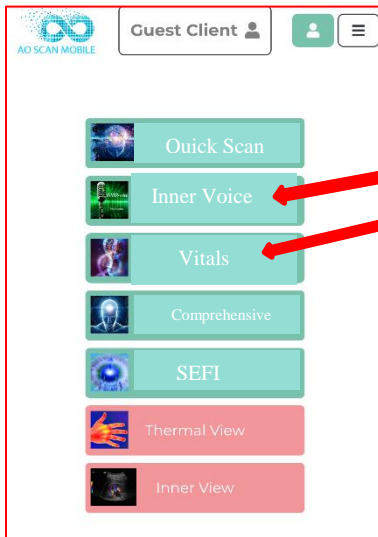 AO SCAN MOBILE
Guest Client
Quick Scan
Inner Voice
Vitals
Comprehensive
SEFI
Thermal View
Inner View